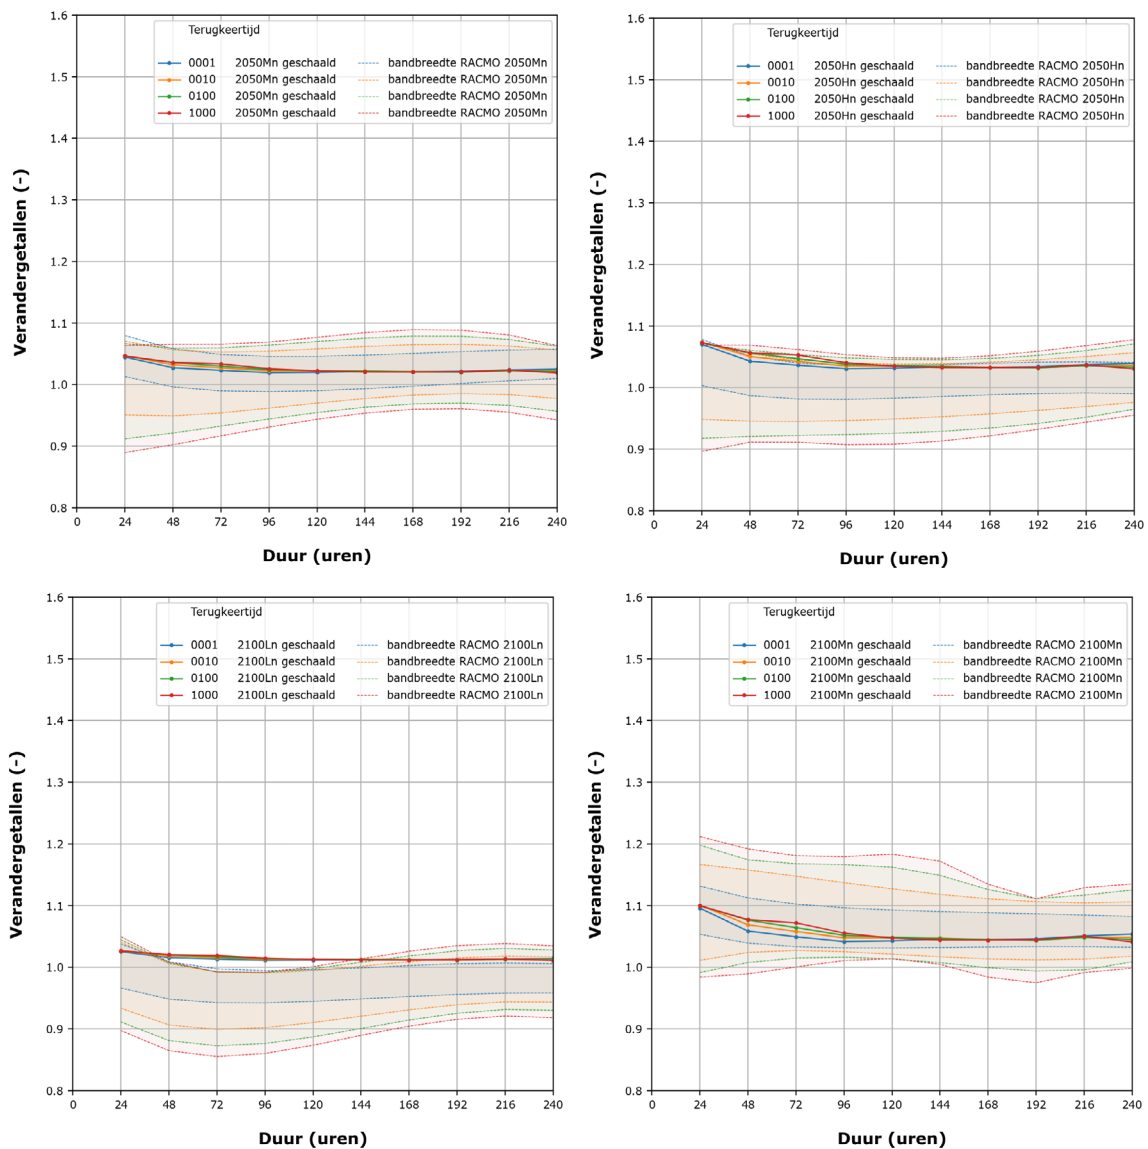 Terugkeertijd
0001 2050Mn geschaald bandbreedte RACMO 2050Mn
0010 2050Mn geschaald bandbreedte RACMO 2050Mn
0100 2050Mn geschaald bandbreedte RACMO 2050Mn
1000 2050Mn geschaald bandbreedte RACMO 2050Mn
Verandergetallen (-)
1.6
1.5
1.4
1.3
1.2
1.1
1.0
0.9
0.8
0 24 48 72 96 120 144 168 192 216 240
Duur (uren)
Terugkeertijd
0001 2050Hn geschaald bandbreedte RACMO 2050Hn
0010 2050Hn geschaald bandbreedte RACMO 2050Hn
0100 2050Hn geschaald bandbreedte RACMO 2050Hn
1000 2050Hn geschaald bandbreedte RACMO 2050Hn
Verandergetallen (-)
1.6
1.5
1.4
1.3
1.2
1.1
1.0
0.9
0.8
0 24 48 72 96 120 144 168 192 216 240
Duur (uren)
Terugkeertijd
0001 2100Ln geschaald bandbreedte RACMO 2100Ln
0010 2100Ln geschaald bandbreedte RACMO 2100Ln
0100 2100Ln geschaald bandbreedte RACMO 2100Ln
1000 2100Ln geschaald bandbreedte RACMO 2100Ln
Verandergetallen (-)
1.6
1.5
1.4
1.3
1.2
1.1
1.0
0.9
0.8
0 24 48 72 96 120 144 168 192 216 240
Duur (uren)
Terugkeertijd
0001 2100Mn geschaald bandbreedte RACMO 2100Mn
0010 2100Mn geschaald bandbreedte RACMO 2100Mn
0100 2100Mn geschaald bandbreedte RACMO 2100Mn
1000 2100Mn geschaald bandbreedte RACMO 2100Mn
Verandergetallen (-)
1.6
1.5
1.4
1.3
1.2
1.1
1.0
0.9
0.8
0 24 48 72 96 120 144 168 192 216 240
Duur (uren)